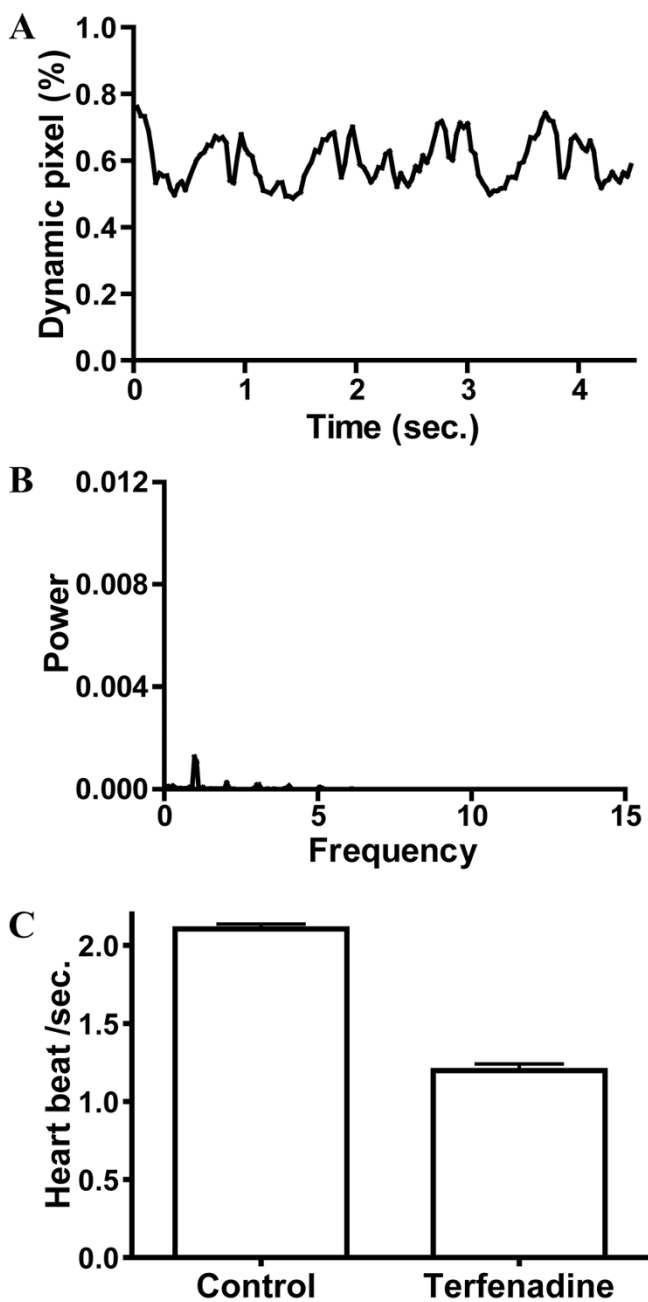 A
Dynamic pixel (%)
1.0
0.8
0.6
0.4
0.2
0.0
0 1 2 3 4
Time (sec.)
B
Power
0.012
0.008
0.004
0.000
0 5 10 15
Frequency
C
Heart beat /sec.
2.0
1.5
1.0
0.5
0.0
Control Terfenadine